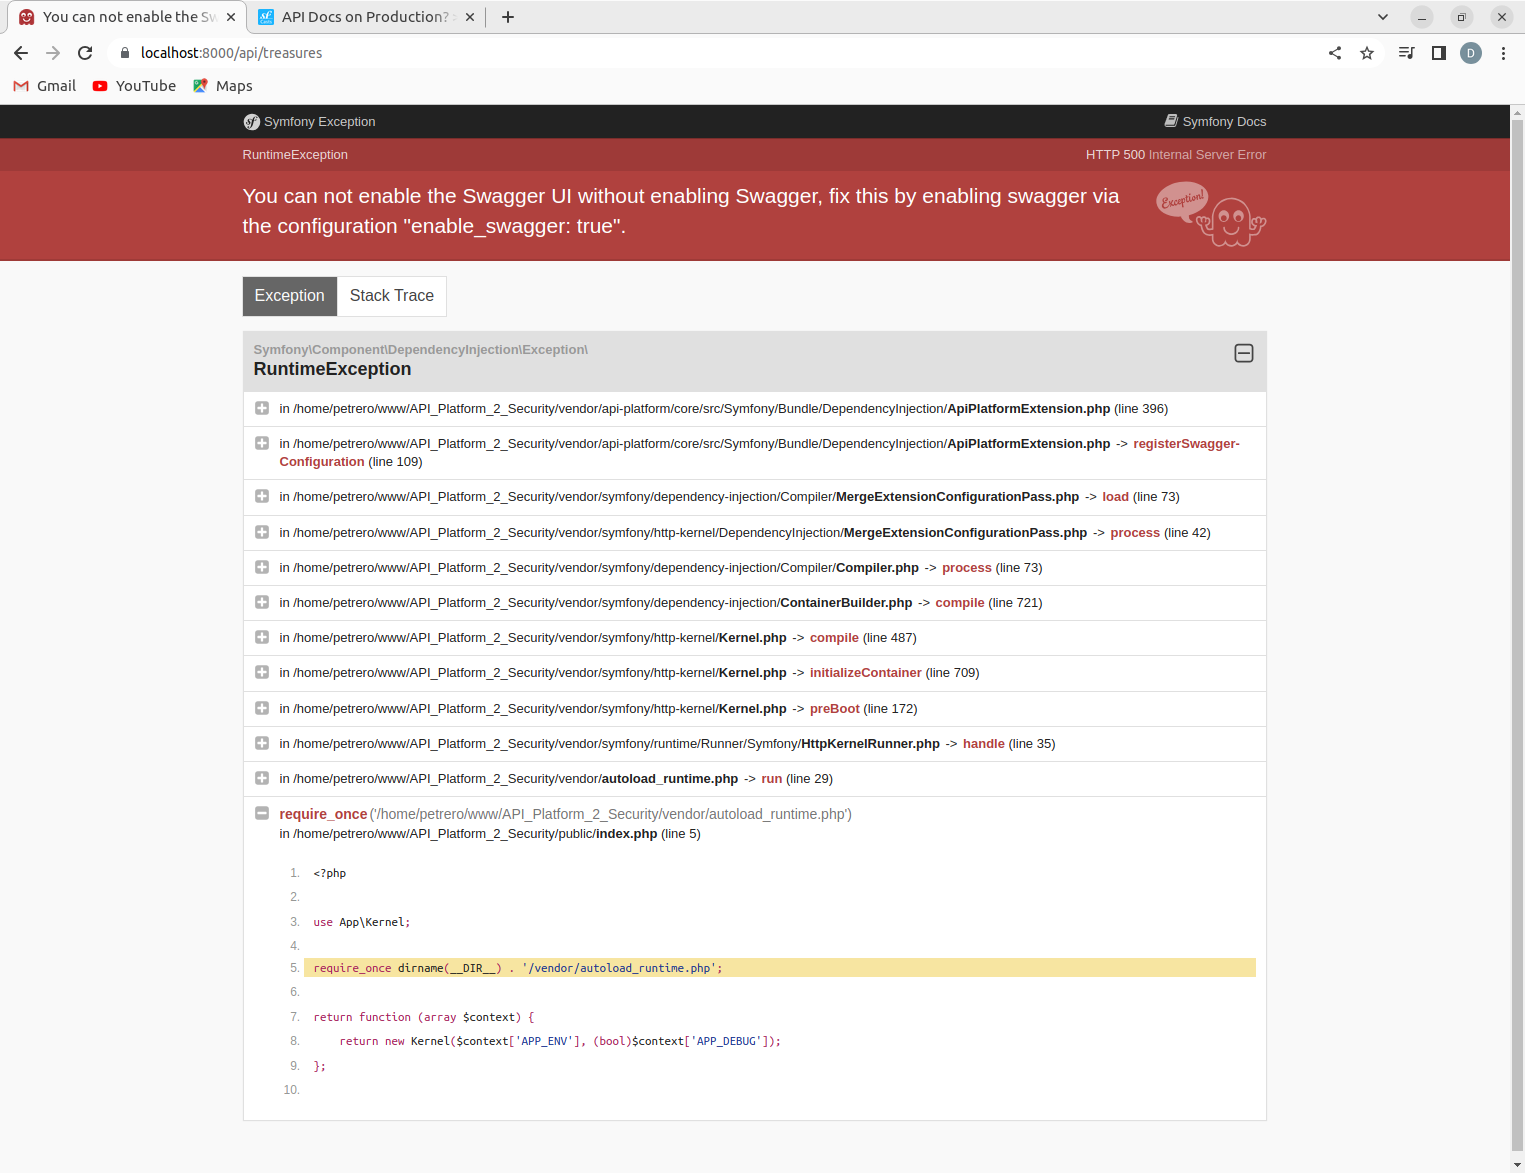 You can not enable the Sw
API Docs on Production?
localhost:8000/api/treasures
D
Gmail
YouTube
Maps
sf Symfony Exception
Symfony Docs
RuntimeException
HTTP 500 Internal Server Error
You can not enable the Swagger UI without enabling Swagger, fix this by enabling swagger via
the configuration "enable_swagger: true".
Exception!
Exception
Stack Trace
Symfony\Component\DependencyInjection\Exception\
RuntimeException
in /home/petrero/www/API_Platform_2_Security/vendor/api-platform/core/src/Symfony/Bundle/DependencyInjection/ApiPlatformExtension.php (line 396)
in /home/petrero/www/API_Platform_2_Security/vendor/api-platform/core/src/Symfony/Bundle/DependencyInjection/ApiPlatformExtension.php -> registerSwagger-
Configuration (line 109)
in /home/petrero/www/API_Platform_2_Security/vendor/symfony/dependency-injection/Compiler/MergeExtensionConfigurationPass.php -> load (line 73)
in /home/petrero/www/API_Platform_2_Security/vendor/symfony/http-kernel/DependencyInjection/MergeExtensionConfigurationPass.php -> process (line 42)
in /home/petrero/www/API_Platform_2_Security/vendor/symfony/dependency-injection/Compiler/Compiler.php -> process (line 73)
in /home/petrero/www/API_Platform_2_Security/vendor/symfony/dependency-injection/ContainerBuilder.php -> compile (line 721)
in /home/petrero/www/API_Platform_2_Security/vendor/symfony/http-kernel/Kernel.php -> compile (line 487)
in /home/petrero/www/API_Platform_2_Security/vendor/symfony/http-kernel/Kernel.php -> initializeContainer (line 709)
in /home/petrero/www/API_Platform_2_Security/vendor/symfony/http-kernel/Kernel.php -> preBoot (line 172)
in /home/petrero/www/API_Platform_2_Security/vendor/symfony/runtime/Runner/Symfony/HttpKernelRunner.php -> handle (line 35)
in /home/petrero/www/API_Platform_2_Security/vendor/autoload_runtime.php -> run (line 29)
require_once('/home/petrero/www/API_Platform_2_Security/vendor/autoload_runtime.php')
in /home/petrero/www/API_Platform_2_Security/public/index.php (line 5)
1. <?php
2.
3. use App\Kernel;
4.
5. require_once dirname(__DIR__) . '/vendor/autoload_runtime.php';
6.
7. return function (array $context) {
8. return new Kernel($context['APP_ENV'], (bool)$context['APP_DEBUG']);
9. };
10.